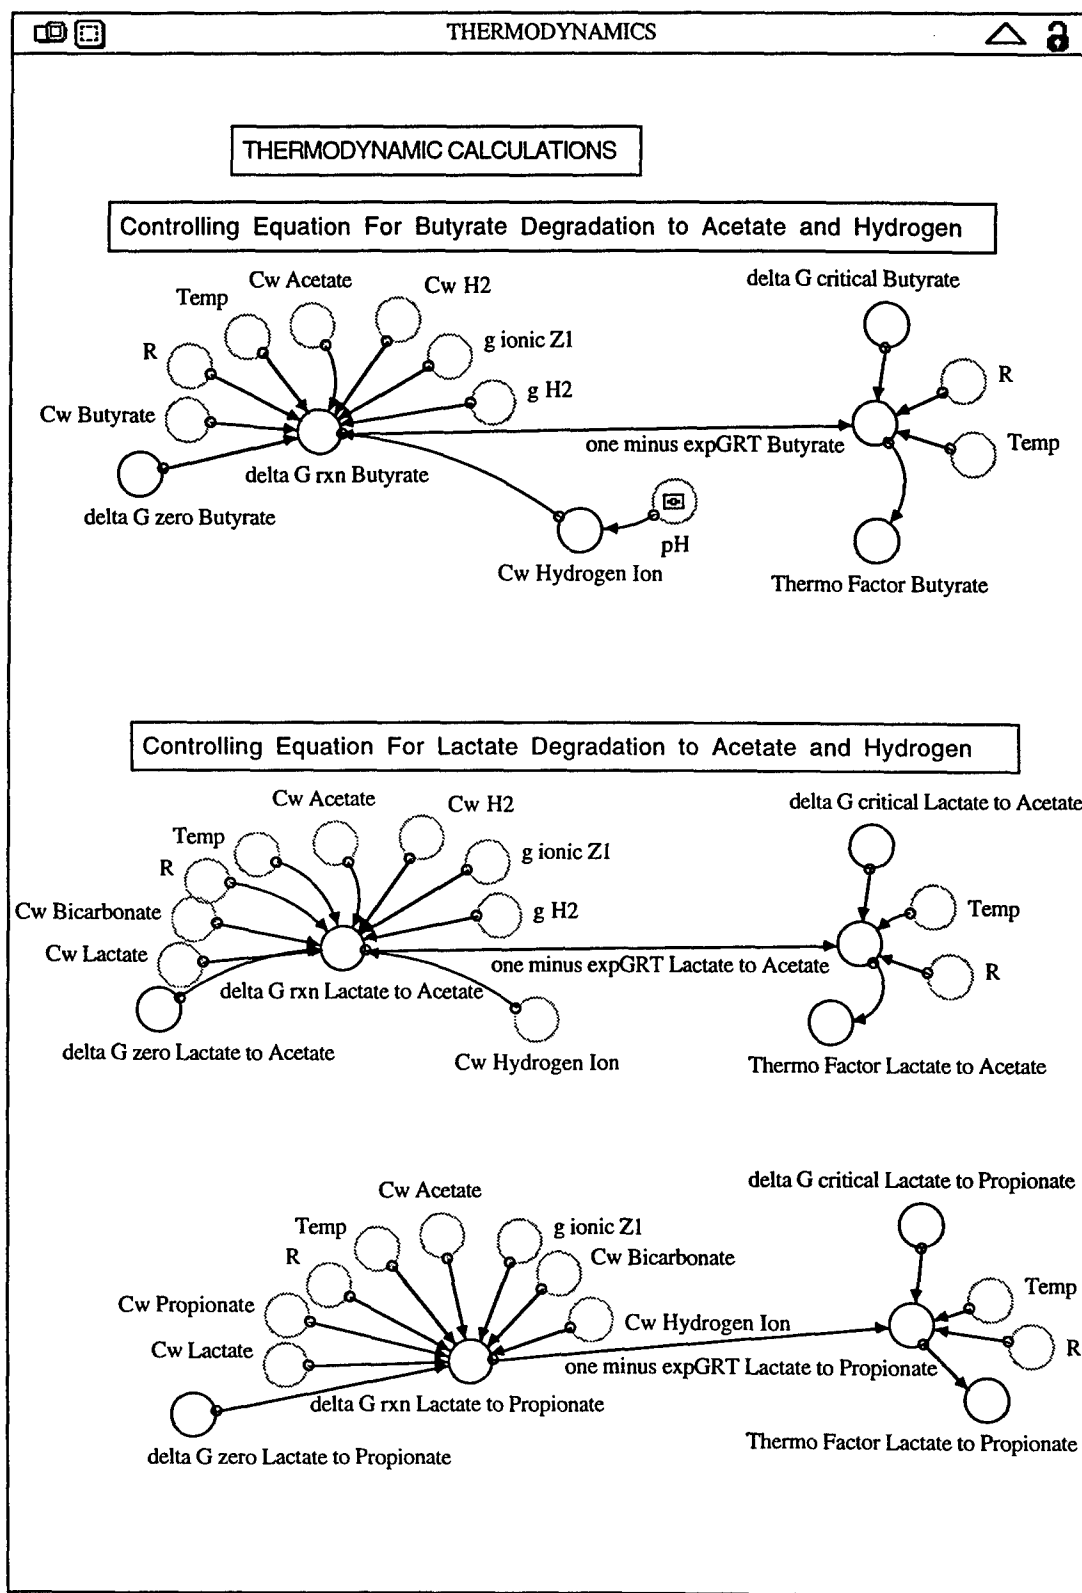 THERMODYNAMICS
THERMODYNAMIC CALCULATIONS
Controlling Equation For Butyrate Degradation to Acetate and Hydrogen
Cw Acetate
Cw H2
delta G critical Butyrate
Temp
g ionic Z1
R
R
g H2
Cw Butyrate
one minus expGRT Butyrate
Temp
delta G rxn Butyrate
delta G zero Butyrate
pH
Cw Hydrogen Ion
Thermo Factor Butyrate
Controlling Equation For Lactate Degradation to Acetate and Hydrogen
Cw Acetate
Cw H2
delta G critical Lactate to Acetate
Temp
g ionic Z1
R
Cw Bicarbonate
g H2
Temp
Cw Lactate
one minus expGRT Lactate to Acetate
R
delta G rxn Lactate to Acetate
delta G zero Lactate to Acetate
Cw Hydrogen Ion
Thermo Factor Lactate to Acetate
delta G critical Lactate to Propionate
Cw Acetate
Temp
g ionic Z1
R
Cw Bicarbonate
Temp
Cw Propionate
Cw Hydrogen Ion
Cw Lactate
R
one minus expGRT Lactate to Propionate
delta G rxn Lactate to Propionate
Thermo Factor Lactate to Propionate
delta G zero Lactate to Propionate